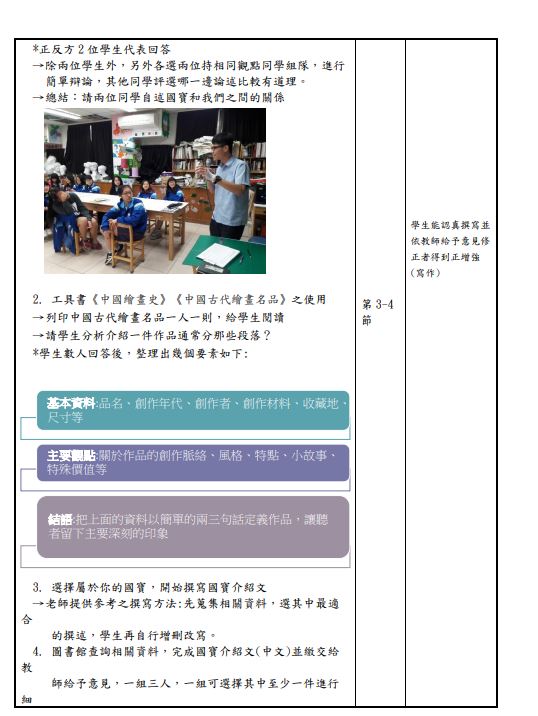 *正反方 2 位學生代表回答
→除兩位學生外,另外各選兩位持相同觀點同學組隊,進行
簡單辯論,其他同學評選哪一邊論述比較有道理。
→總結:請兩位同學自述國寶和我們之間的關係
2. 工具書《中國繪畫史》《中國古代繪畫名品》之使用
→列印中國古代繪畫名品一人一則,給學生閱讀
→請學生分析介紹一件作品通常分那些段落?
*學生數人回答後,整理出幾個要素如下:
基本資料:品名、創作年代、創作者、創作材料、收藏地、
尺寸等
主要觀點:關於作品的創作脈絡、風格、特點、小故事、
特殊價值等
結語:把上面的資料以簡單的兩三句話定義作品,讓聽
者留下主要深刻的印象
3. 選擇屬於你的國寶,開始撰寫國寶介紹文
→老師提供參考之撰寫方法:先蒐集相關資料,選其中最適
合
的撰述,學生再自行增刪改寫。
4. 圖書館查詢相關資料,完成國寶介紹文(中文)並繳交給
教
師給予意見,一組三人,一組可選擇其中至少一件進行
細
第 3-4
節
學生能認真撰寫並
依教師給予意見修
正者得到正增強
(寫作)